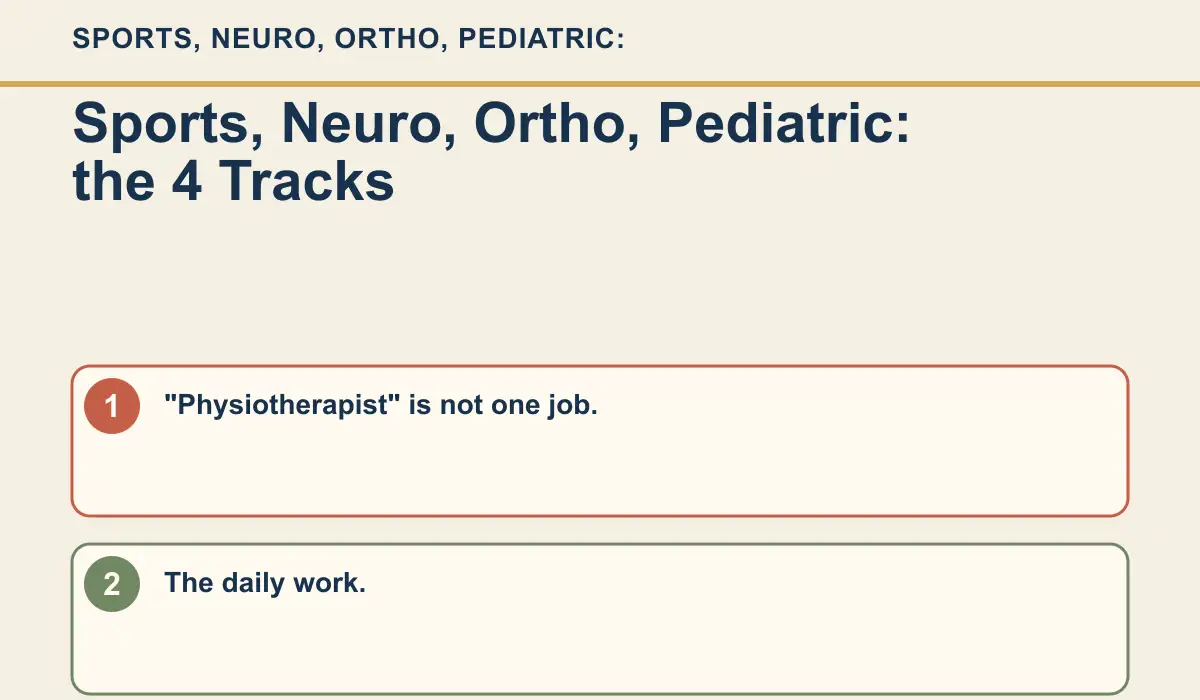 SPORTS, NEURO, ORTHO, PEDIATRIC:
Sports, Neuro, Ortho, Pediatric:
the 4 Tracks
1
"Physiotherapist" is not one job.
2
The daily work.